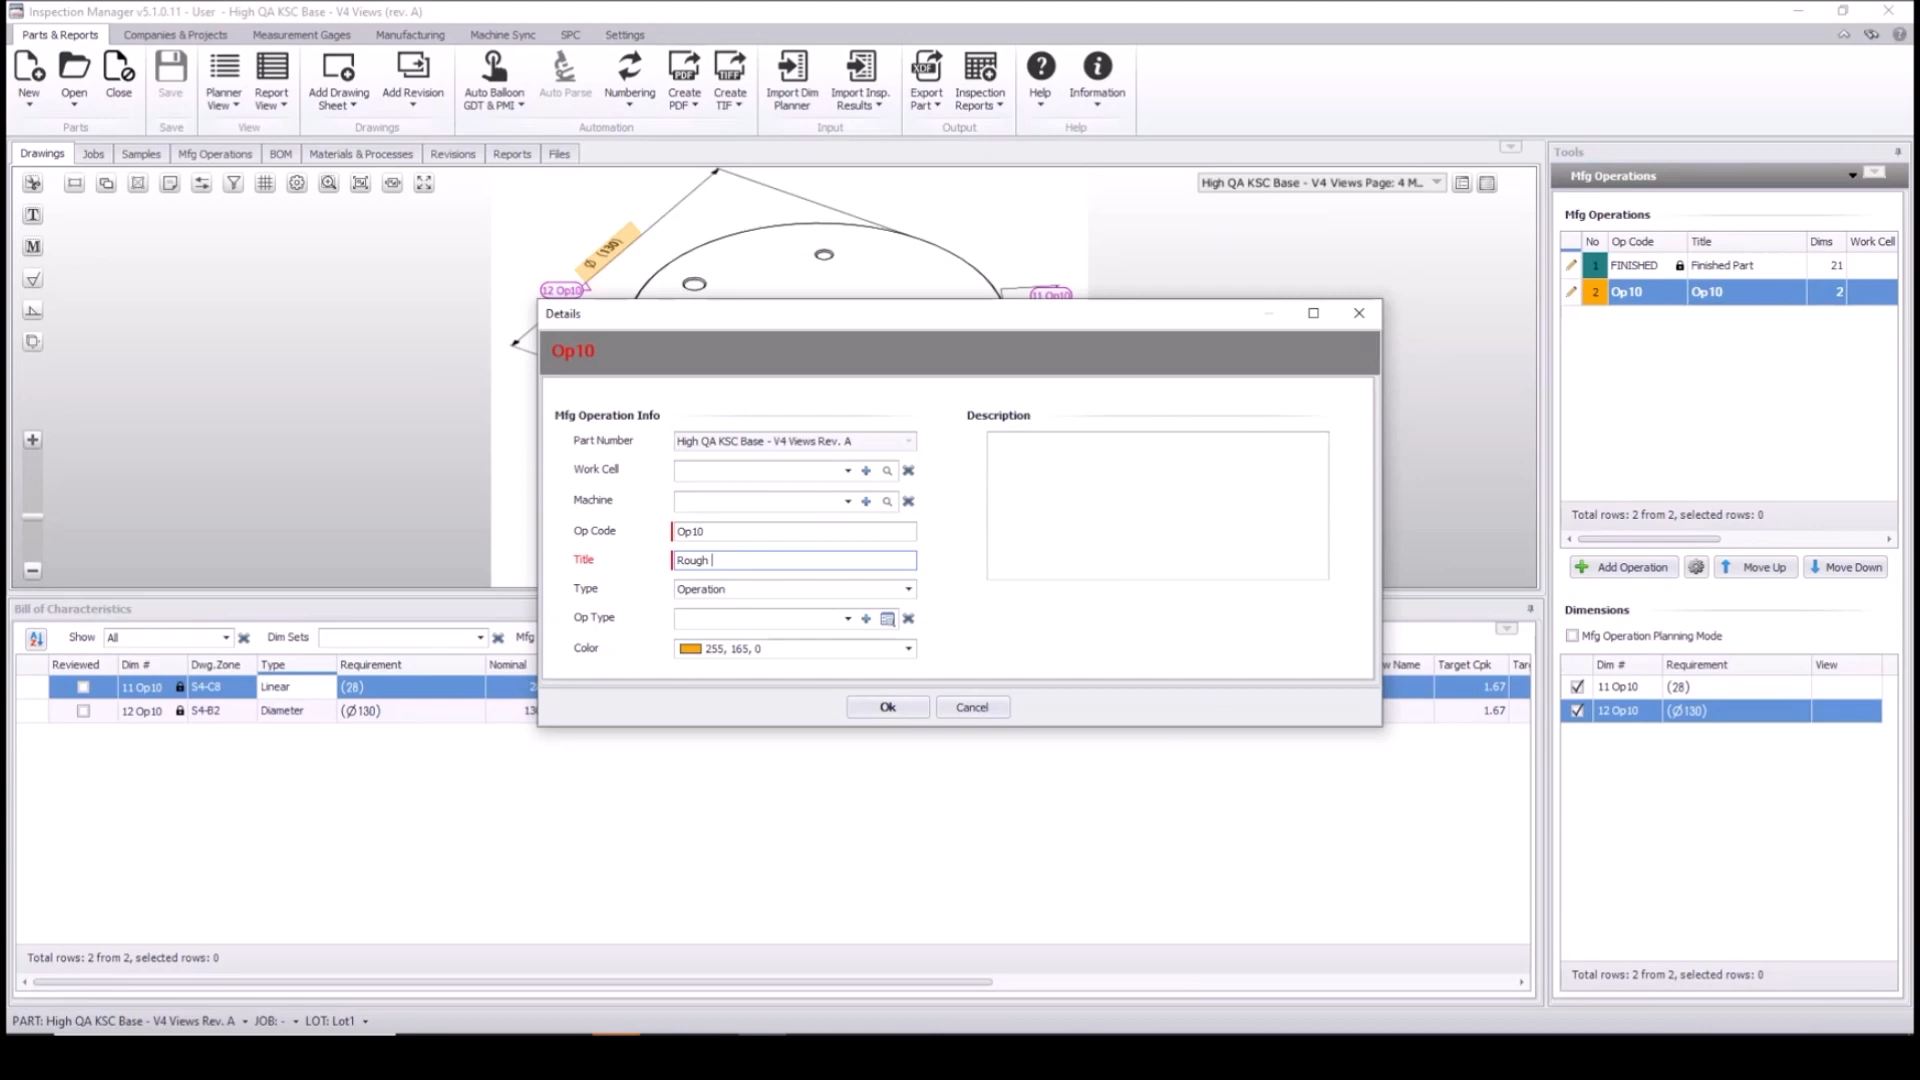 Inspection Manager v5.1.0.11 - User - High QA KSC Base - V4 Views (rev. A)
Parts & Reports Companies & Projects Measurement Gages Manufacturing Machine Sync SPC Settings
New Open Close Save Planner View Report View Add Drawing Sheet Add Revision Auto Balloon GDT & PMI Auto Parse Numbering Create PDF Create TIF Import Dim Planner Import Insp. Results Export Part Inspection Reports Help Information
Parts Save View Drawings Automation Input Output Help
Drawings Jobs Samples Mfg Operations BOM Materials & Processes Revisions Reports Files
High QA KSC Base - V4 Views Page: 4 M...
T
M
Ø (130)
12 Op10
11 Op10
Tools
Mfg Operations
Mfg Operations
No Op Code Title Dims Work Cell
1 FINISHED Finished Part 21
2 Op10 Op10 2
Total rows: 2 from 2, selected rows: 0
Add Operation Move Up Move Down
Dimensions
Mfg Operation Planning Mode
Dim # Requirement View
11 Op10 (28)
12 Op10 (Ø130)
Total rows: 2 from 2, selected rows: 0
Details
Op10
Mfg Operation Info
Part Number High QA KSC Base - V4 Views Rev. A
Work Cell
Machine
Op Code Op10
Title Rough
Type Operation
Op Type
Color 255, 165, 0
Description
Ok Cancel
Bill of Characteristics
Show All Dim Sets Mfg
Reviewed Dim # Dwg.Zone Type Requirement Nominal w Name Target Cpk Tar
11 Op10 S4-C8 Linear (28) 2 1.67
12 Op10 S4-B2 Diameter (Ø130) 13 1.67
Total rows: 2 from 2, selected rows: 0
PART: High QA KSC Base - V4 Views Rev. A JOB: - LOT: Lot1